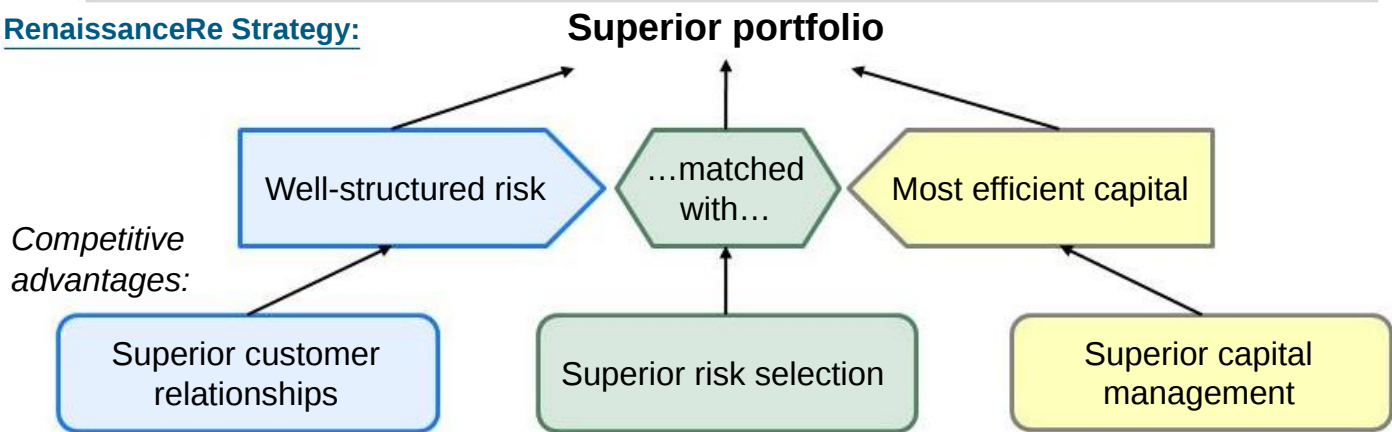 RenaissanceRe Strategy:
Superior portfolio
Well-structured risk
…matched
with…
Most efficient capital
Competitive
advantages:
Superior customer
relationships
Superior risk selection
Superior capital
management